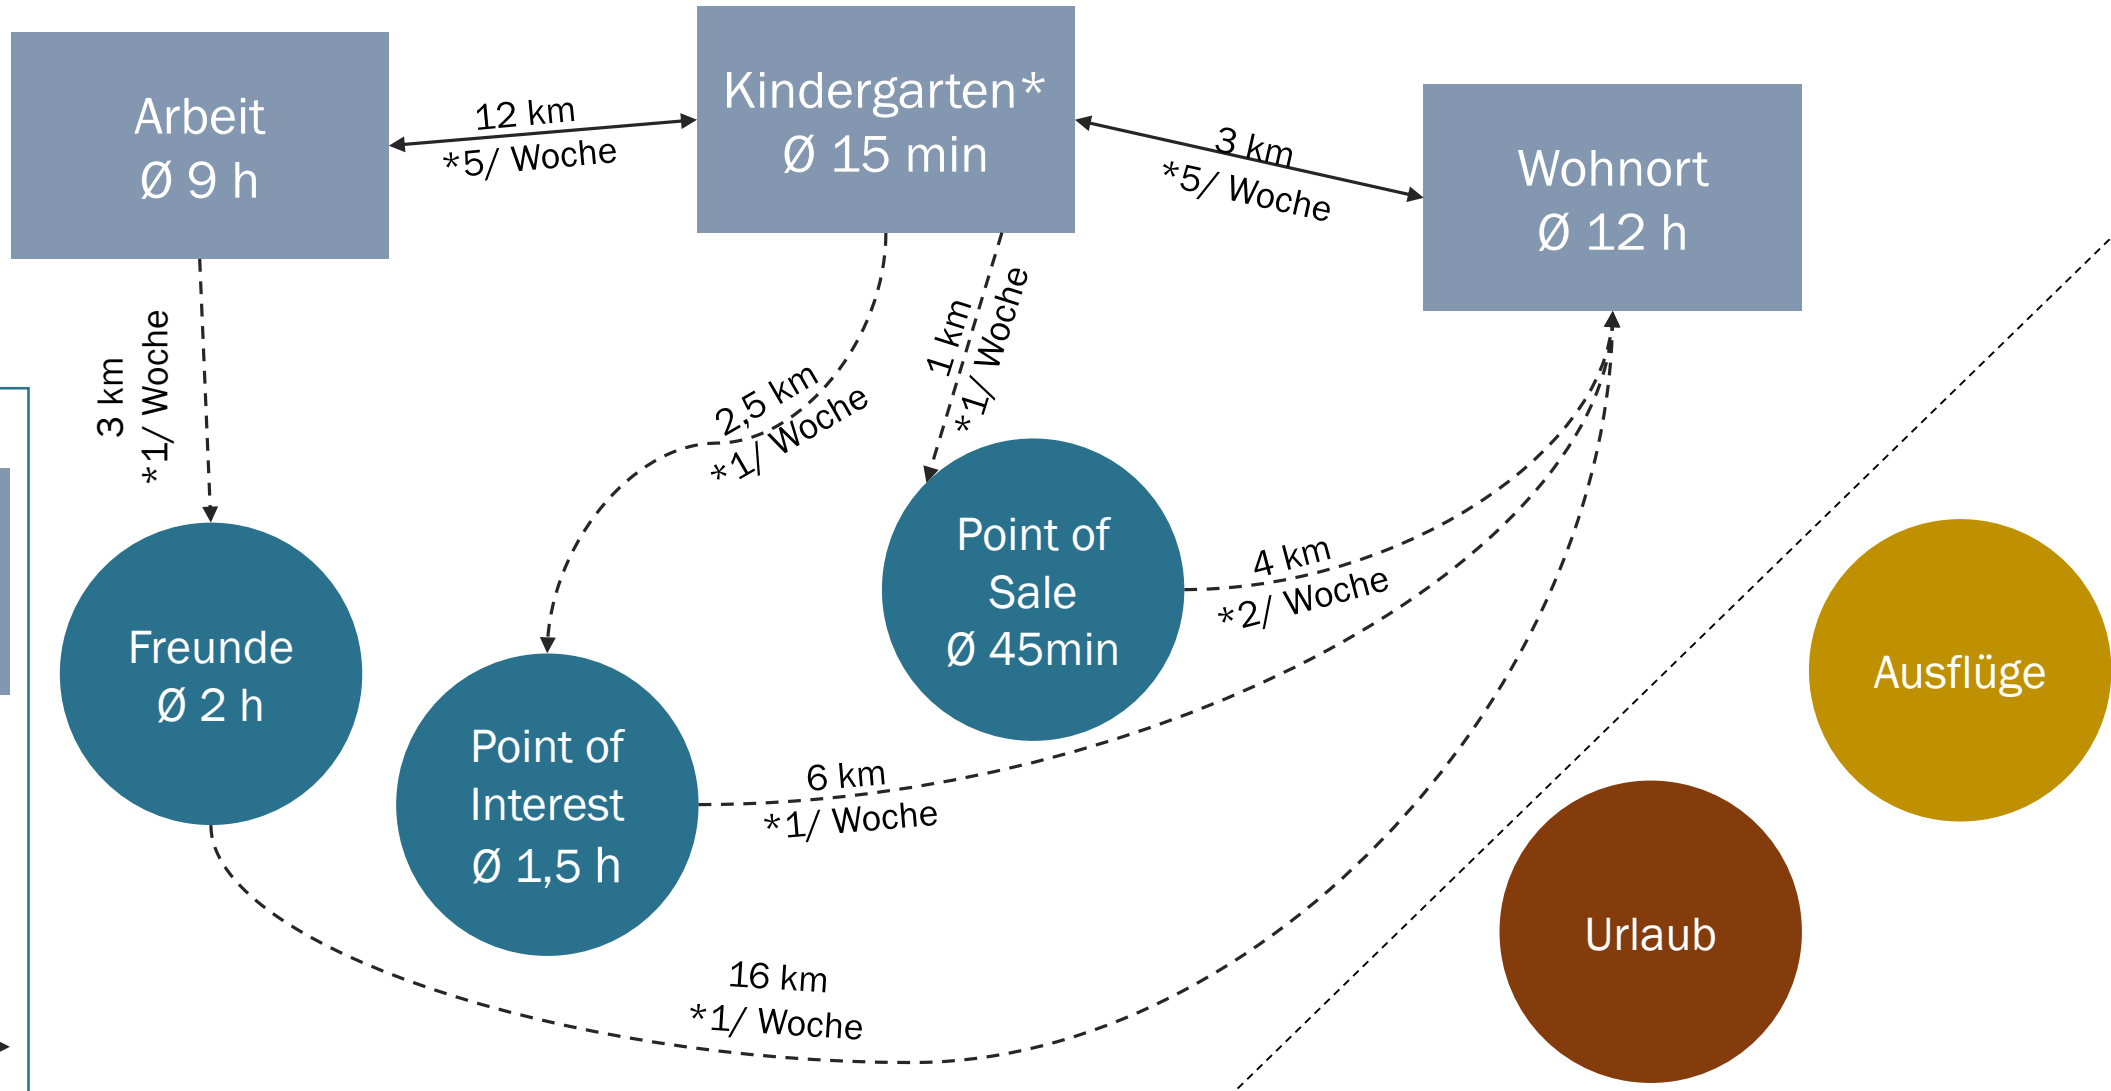 Arbeit
Ø 9 h
12 km
*5/ Woche
Kindergarten*
Ø 15 min
3 km
*5/ Woche
Wohnort
Ø 12 h
3 km
*1/ Woche
2,5 km
*1/ Woche
1 km
*1/ Woche
Freunde
Ø 2 h
Point of
Interest
Ø 1,5 h
Point of
Sale
Ø 45min
4 km
*2/ Woche
6 km
*1/ Woche
16 km
*1/ Woche
Ausflüge
Urlaub